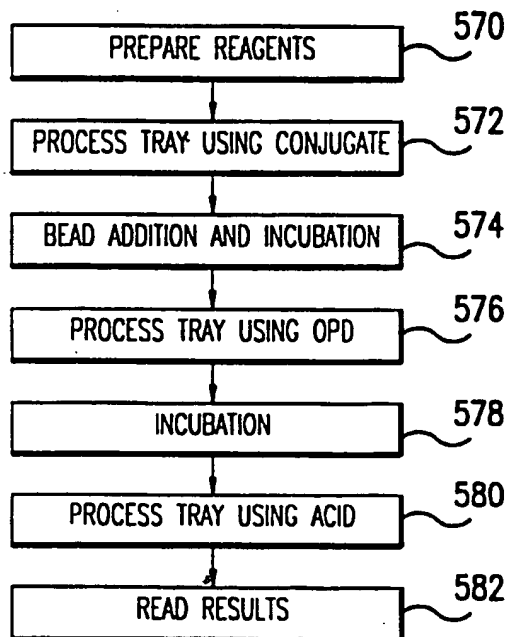 570
PREPARE REAGENTS
572
PROCESS TRAY USING CONJUGATE
574
BEAD ADDITION AND INCUBATION
576
PROCESS TRAY USING OPD
578
INCUBATION
580
PROCESS TRAY USING ACID
582
READ RESULTS